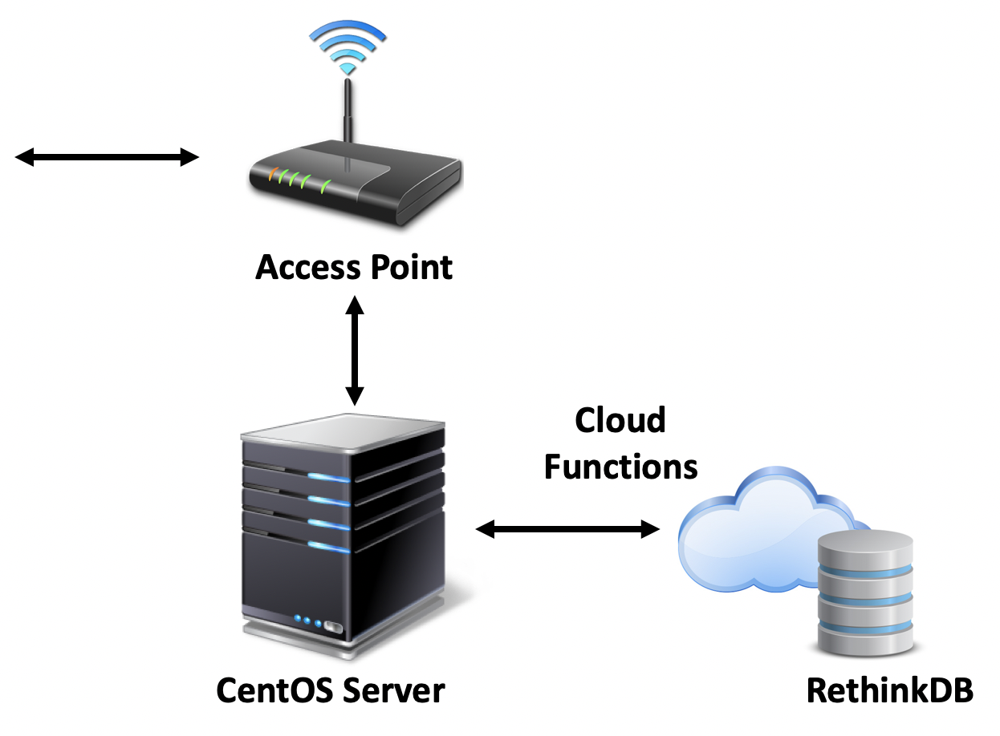 Access Point
Cloud
Functions
CentOS Server
RethinkDB